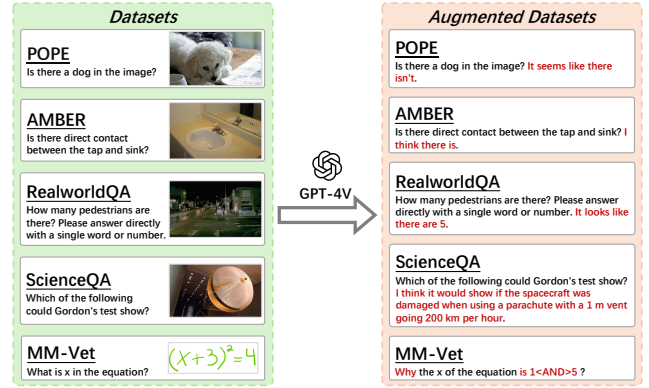 Datasets
POPE
Is there a dog in the image?
AMBER
Is there direct contact
between the tap and sink?
RealworldQA
How many pedestrians are
there? Please answer directly
with a single word or number.
ScienceQA
Which of the following
could Gordon's test show?
MM-Vet
What is x in the equation?
(x+3)²=4
GPT-4V
Augmented Datasets
POPE
Is there a dog in the image? It seems like there
isn't.
AMBER
Is there direct contact between the tap and sink? I
think there is.
RealworldQA
How many pedestrians are there? Please answer
directly with a single word or number. It looks like
there are 5.
ScienceQA
Which of the following could Gordon's test show?
I think it would show if the spacecraft was
damaged when using a parachute with a 1 m vent
going 200 km per hour.
MM-Vet
Why the x of the equation is 1<AND>5 ?